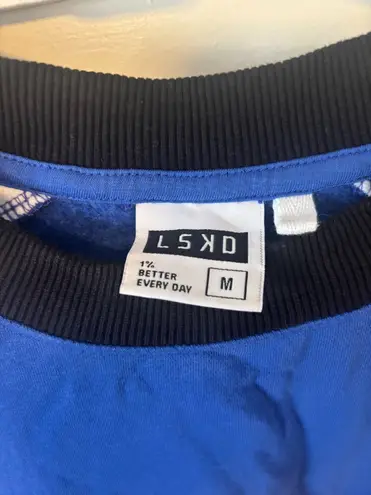 LSKD
1%
BETTER
EVERY DAY
M